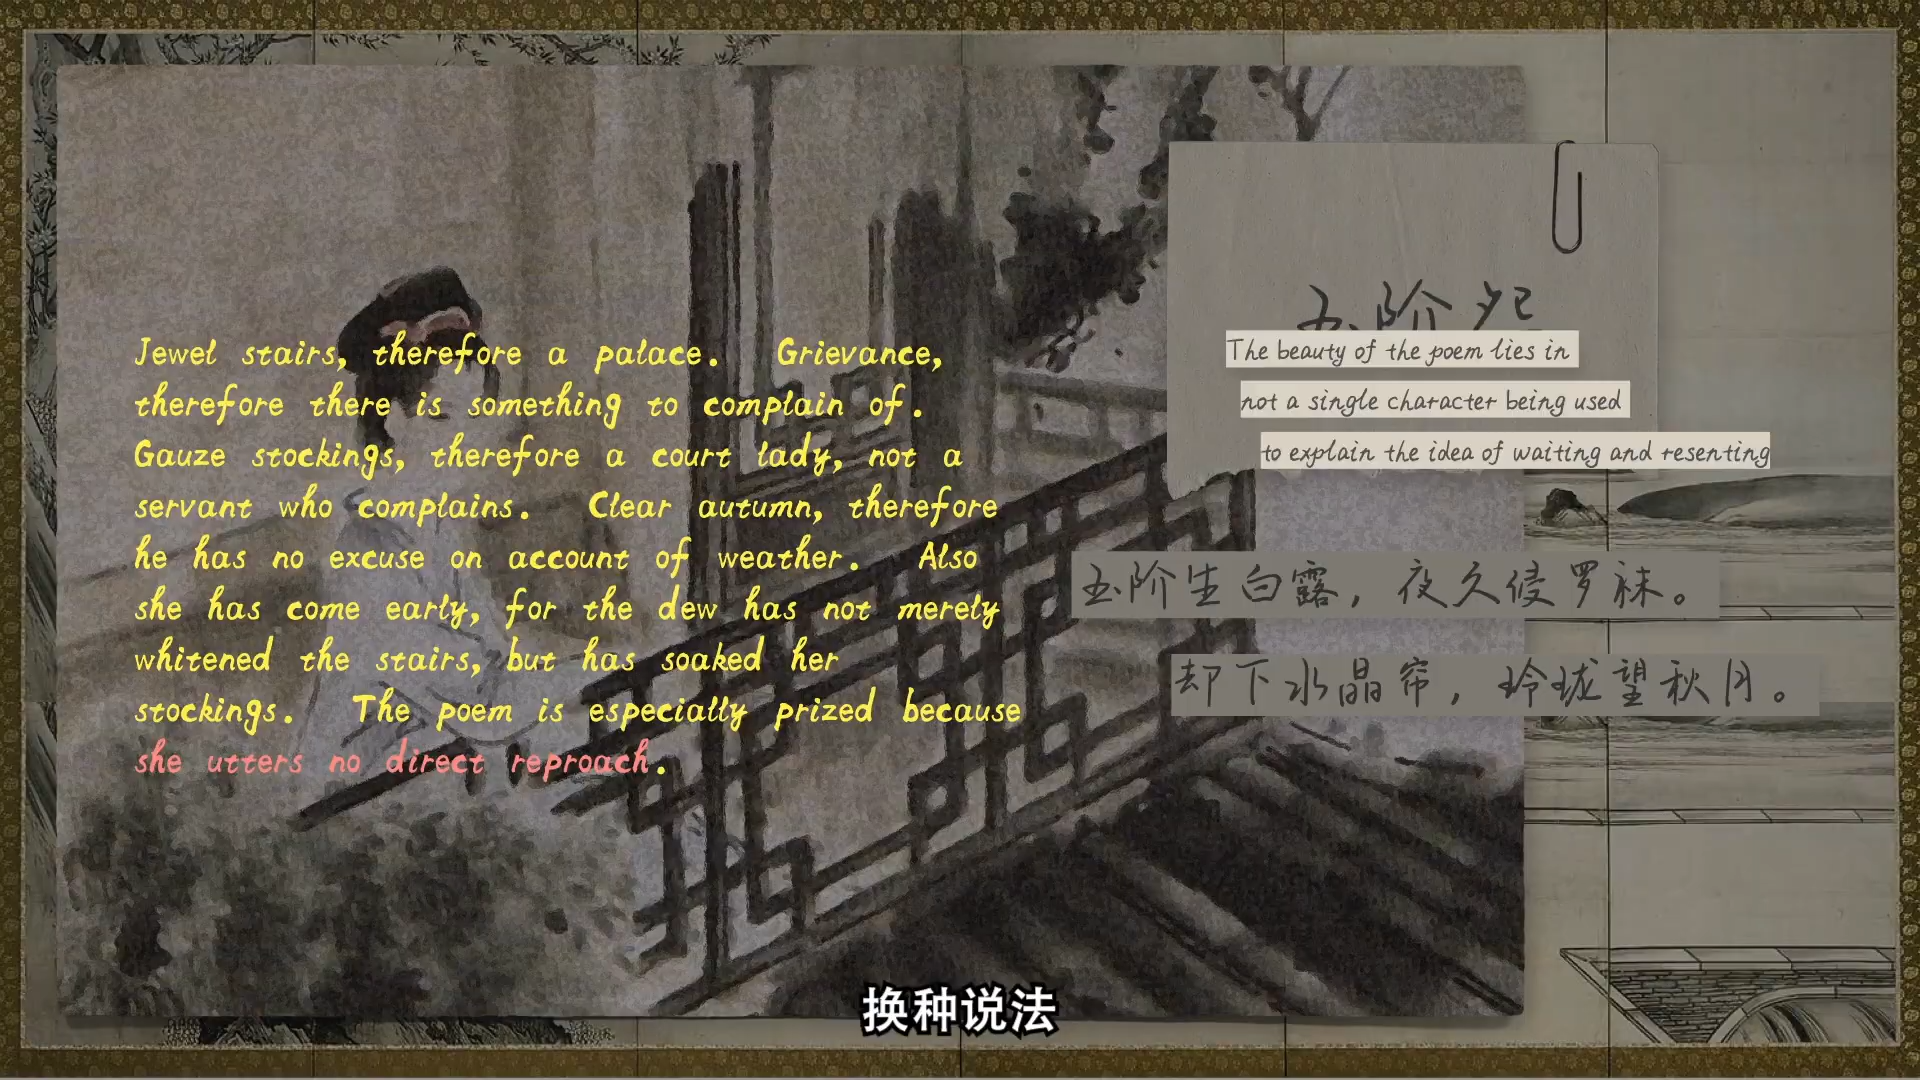 Jewel stairs, therefore a palace. Grievance,
therefore there is something to complain of.
Gauze stockings, therefore a court lady, not a
servant who complains. Clear autumn, therefore
he has no excuse on account of weather. Also
she has come early, for the dew has not merely
whitened the stairs, but has soaked her
stockings. The poem is especially prized because
she utters no direct reproach.
玉阶怨
The beauty of the poem lies in
not a single character being used
to explain the idea of waiting and resenting
玉阶生白露，夜久侵罗袜。
却下水晶帘，玲珑望秋月。
换种说法